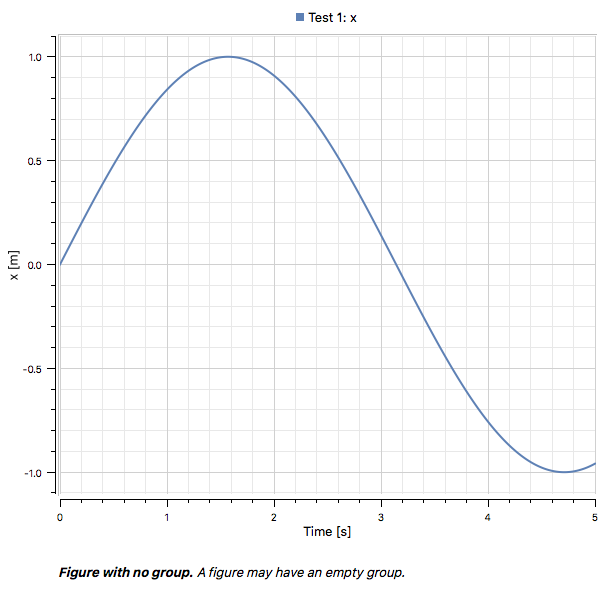 Test 1: x
1.0
0.5
0.0
-0.5
-1.0
x [m]
0 1 2 3 4 5
Time [s]
Figure with no group. A figure may have an empty group.